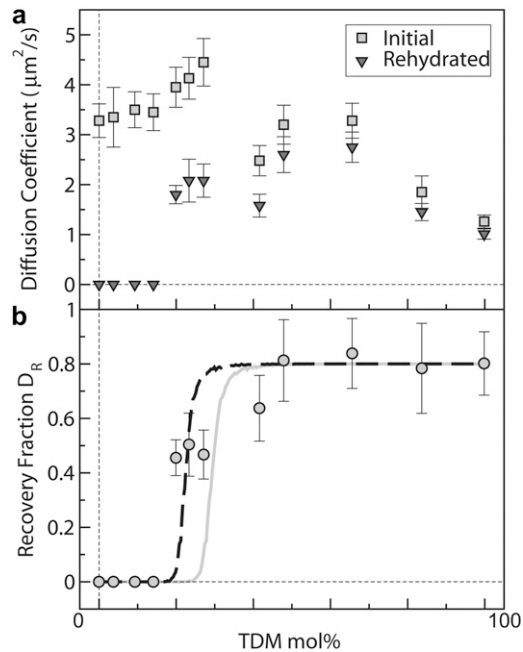 a
5
4
3
2
1
0
Diffusion Coefficient (μm²/s)
Initial
Rehydrated
b
1
0.8
0.6
0.4
0.2
0
Recovery Fraction D_R
0
100
TDM mol%